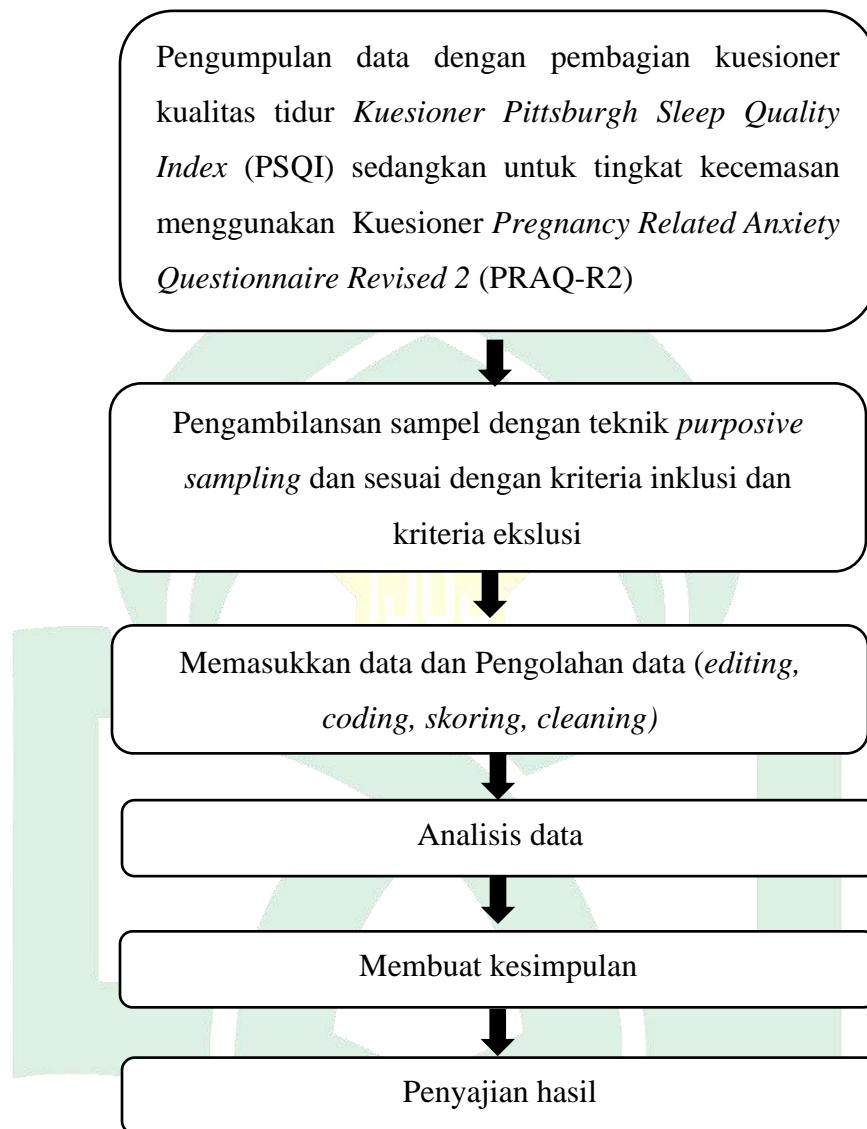 Pengumpulan data dengan pembagian kuesioner
kualitas tidur Kuesioner Pittsburgh Sleep Quality
Index (PSQI) sedangkan untuk tingkat kecemasan
menggunakan Kuesioner Pregnancy Related Anxiety
Questionnaire Revised 2 (PRAQ-R2)
Pengambilansan sampel dengan teknik purposive
sampling dan sesuai dengan kriteria inklusi dan
kriteria ekslusi
Memasukkan data dan Pengolahan data (editing,
coding, skoring, cleaning)
Analisis data
Membuat kesimpulan
Penyajian hasil